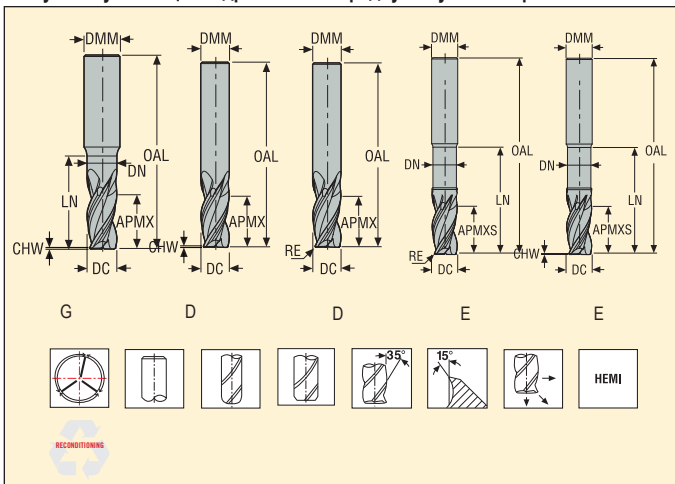 DMM DMM DMM DMM DMM
OAL OAL OAL OAL OAL
DN DN DN
LN LN LN
APMX APMX APMX APMXS APMXS
CHW CHW RE RE CHW
DC DC DC DC DC
G D D E E
35° 15° HEMI
RECONDITIONING